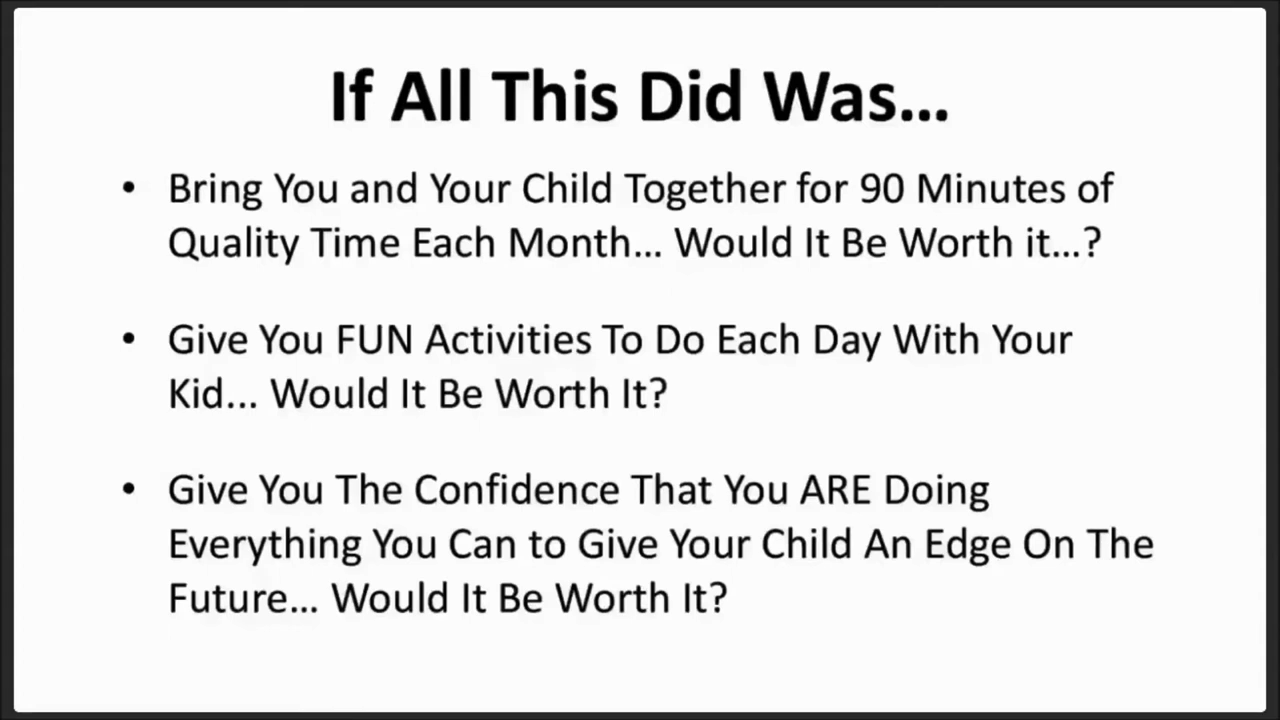 If All This Did Was...
• Bring You and Your Child Together for 90 Minutes of
Quality Time Each Month... Would It Be Worth it...?
• Give You FUN Activities To Do Each Day With Your
Kid... Would It Be Worth It?
• Give You The Confidence That You ARE Doing
Everything You Can to Give Your Child An Edge On The
Future... Would It Be Worth It?